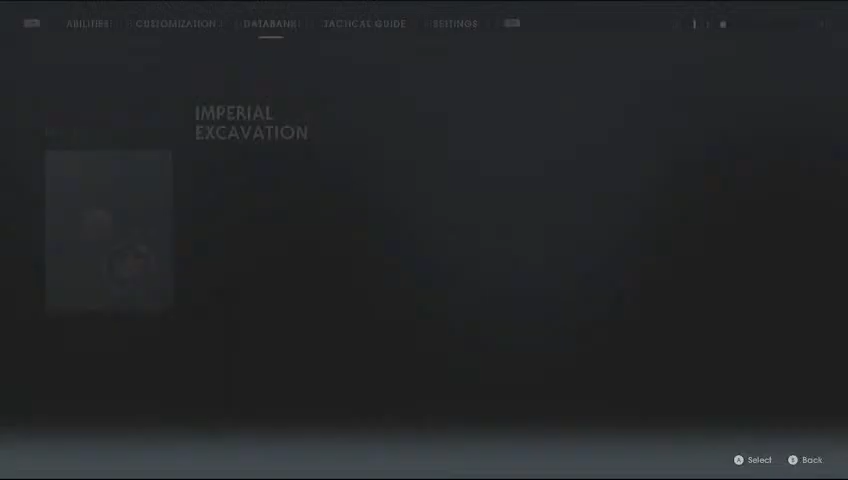 ABILITIES CUSTOMIZATION DATABANK TACTICAL GUIDE SETTINGS
IMPERIAL
EXCAVATION
A Select B Back